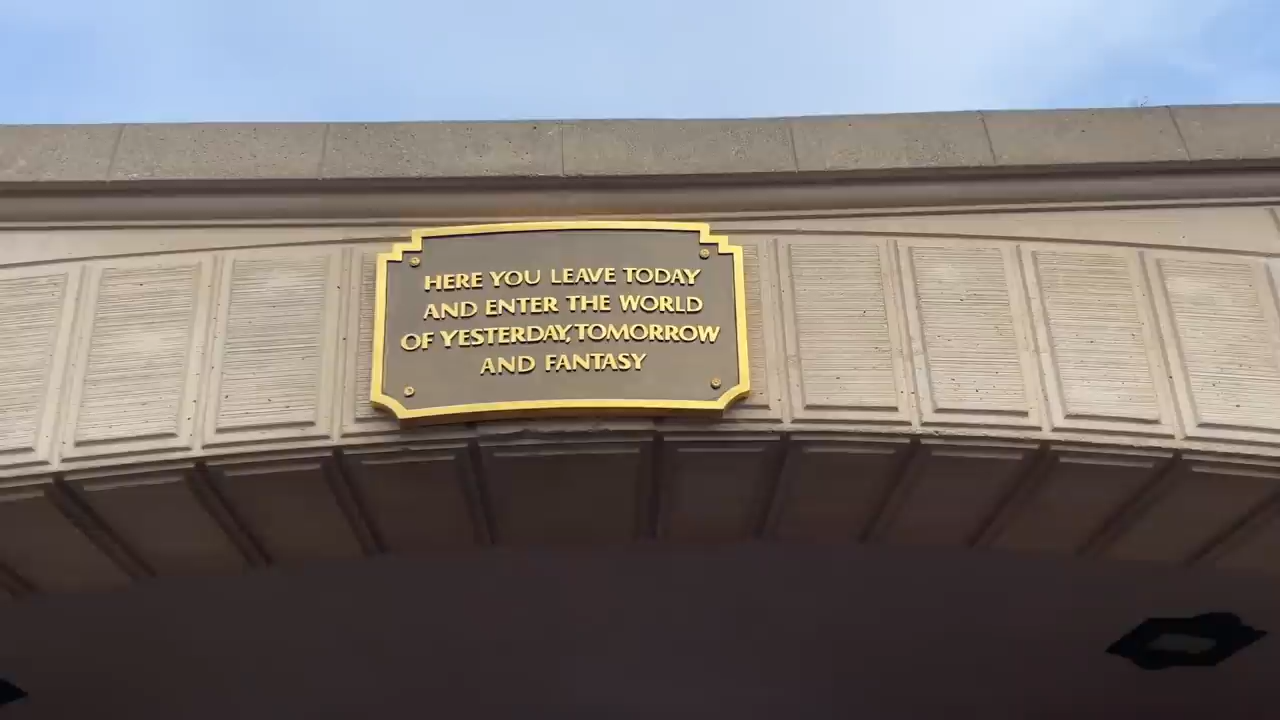 HERE YOU LEAVE TODAY
AND ENTER THE WORLD
OF YESTERDAY, TOMORROW
AND FANTASY